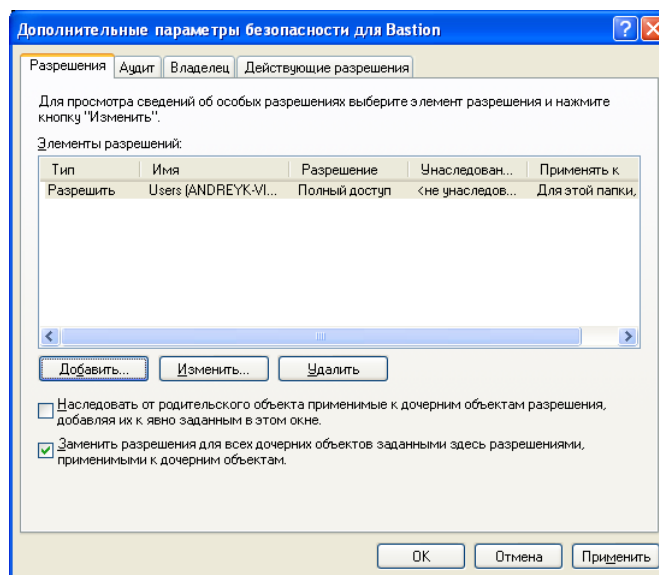 Дополнительные параметры безопасности для Bastion
Разрешения Аудит Владелец Действующие разрешения
Для просмотра сведений об особых разрешениях выберите элемент разрешения и нажмите
кнопку "Изменить".
Элементы разрешений:
Тип Имя Разрешение Унаследован... Применять к
Разрешить Users (ANDREYK-VI... Полный доступ <не унаследов... Для этой папки,
Добавить... Изменить... Удалить
Наследовать от родительского объекта применимые к дочерним объектам разрешения,
добавляя их к явно заданным в этом окне.
Заменить разрешения для всех дочерних объектов заданными здесь разрешениями,
применимыми к дочерним объектам.
OK Отмена Применить